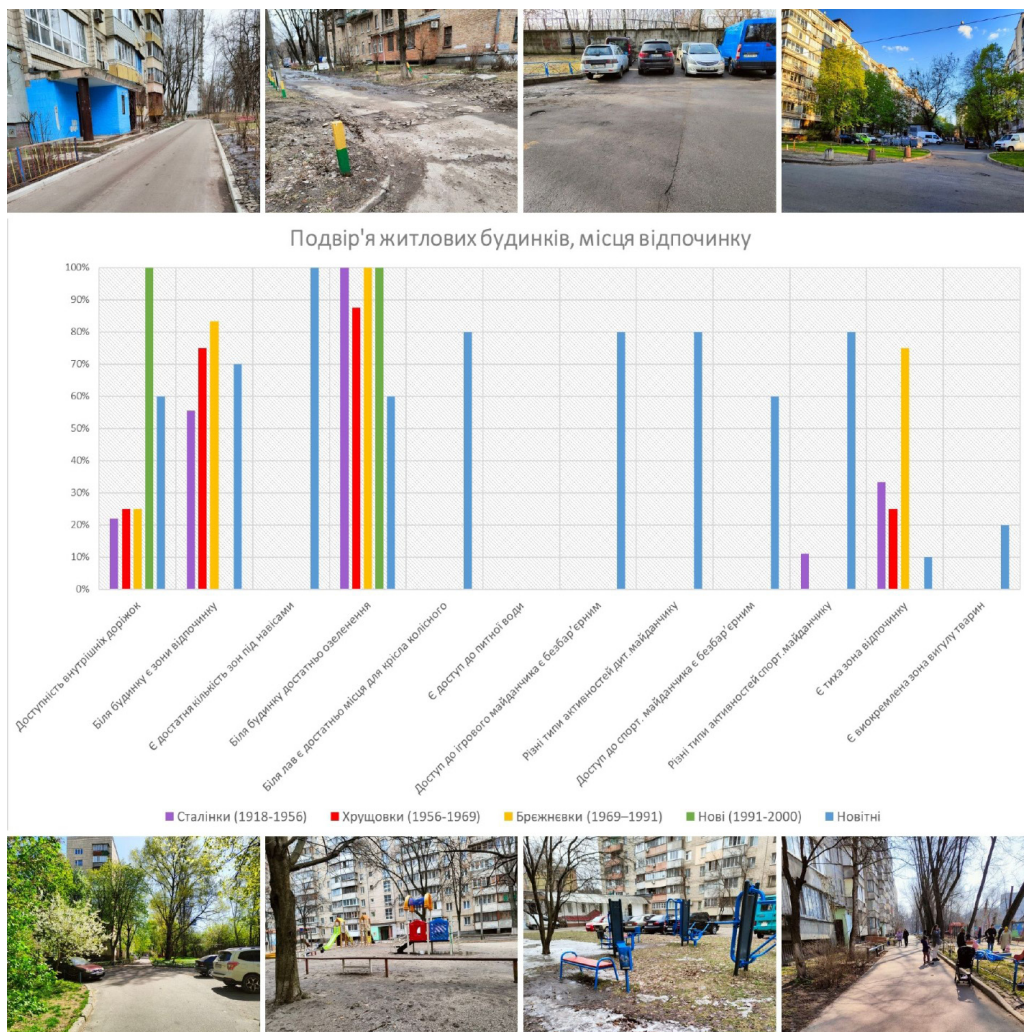 Подвір'я житлових будинків, місця відпочинку
100%
90%
80%
70%
60%
50%
40%
30%
20%
10%
0%
Доступність внутрішніх доріжок
Біля будинку є зони відпочинку
Є достатня кількість зон під навісами
Біля будинку достатньо озеленення
Біля лав є достатньо місця для крісла колісного
Є доступ до питної води
Доступ до ігрового майданчика є безбар'єрним
Різні типи активностей дит. майданчику
Доступ до спорт. майданчика є безбар'єрним
Різні типи активностей спорт. майданчику
Є тиха зона відпочинку
Є виокремлена зона вигулу тварин
Сталінки (1918-1956) Хрущовки (1956-1969) Брєжнєвки (1969–1991) Нові (1991-2000) Новітні